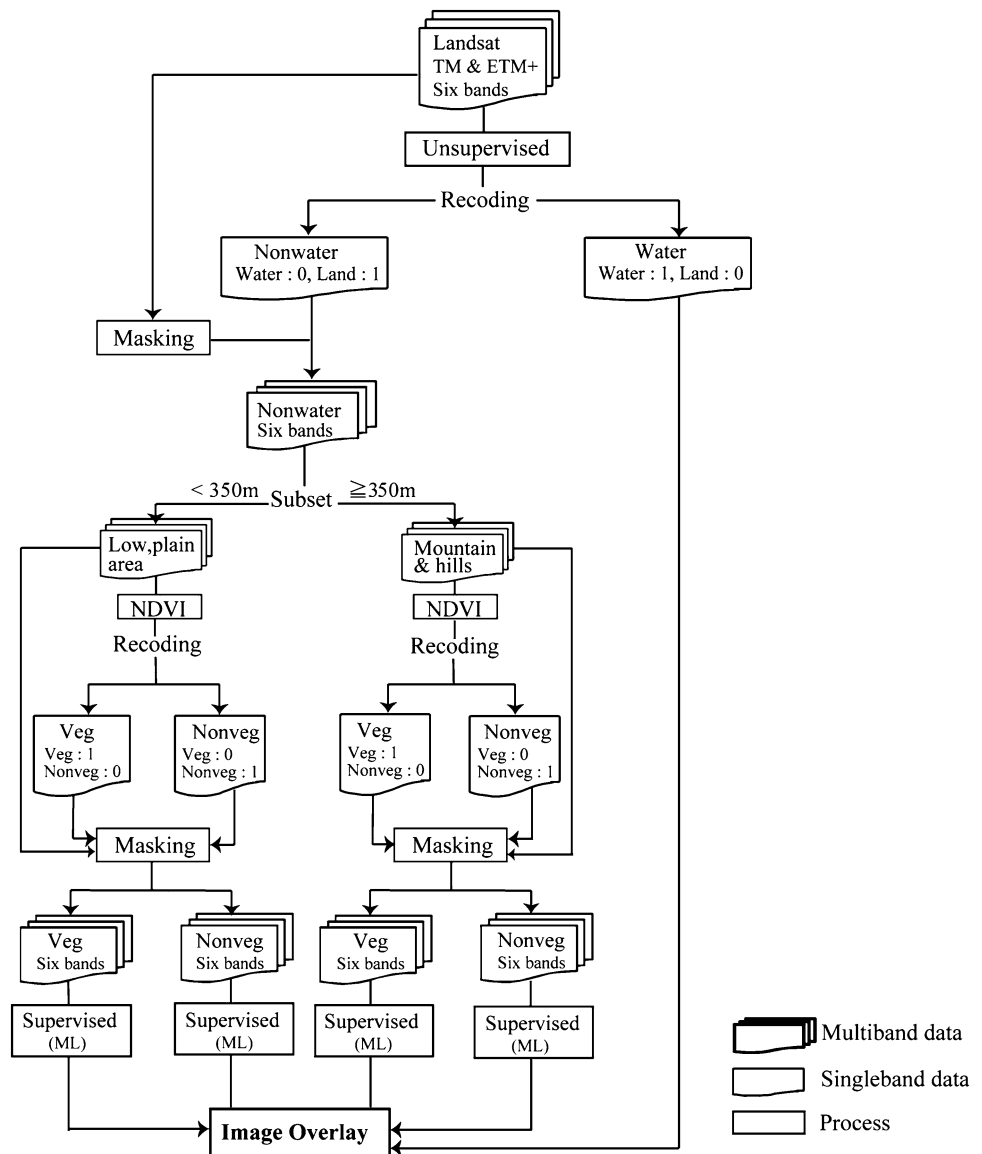 Landsat
TM & ETM+
Six bands
Unsupervised
Recoding
Nonwater
Water : 0, Land : 1
Water
Water : 1, Land : 0
Masking
Nonwater
Six bands
< 350m
Subset
≧350m
Low,plain
area
Mountain
& hills
NDVI
NDVI
Recoding
Recoding
Veg
Veg : 1
Nonveg : 0
Nonveg
Veg : 0
Nonveg : 1
Veg
Veg : 1
Nonveg : 0
Nonveg
Veg : 0
Nonveg : 1
Masking
Masking
Veg
Six bands
Nonveg
Six bands
Veg
Six bands
Nonveg
Six bands
Supervised
(ML)
Supervised
(ML)
Supervised
(ML)
Supervised
(ML)
Image Overlay
Multiband data
Singleband data
Process